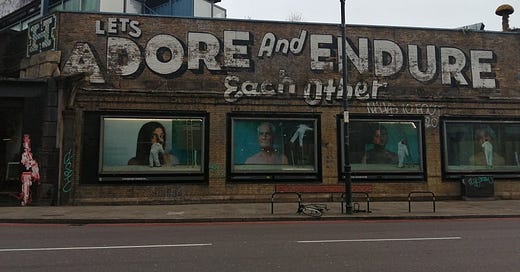 H
LETS
ADORE And ENDURE
Each Other